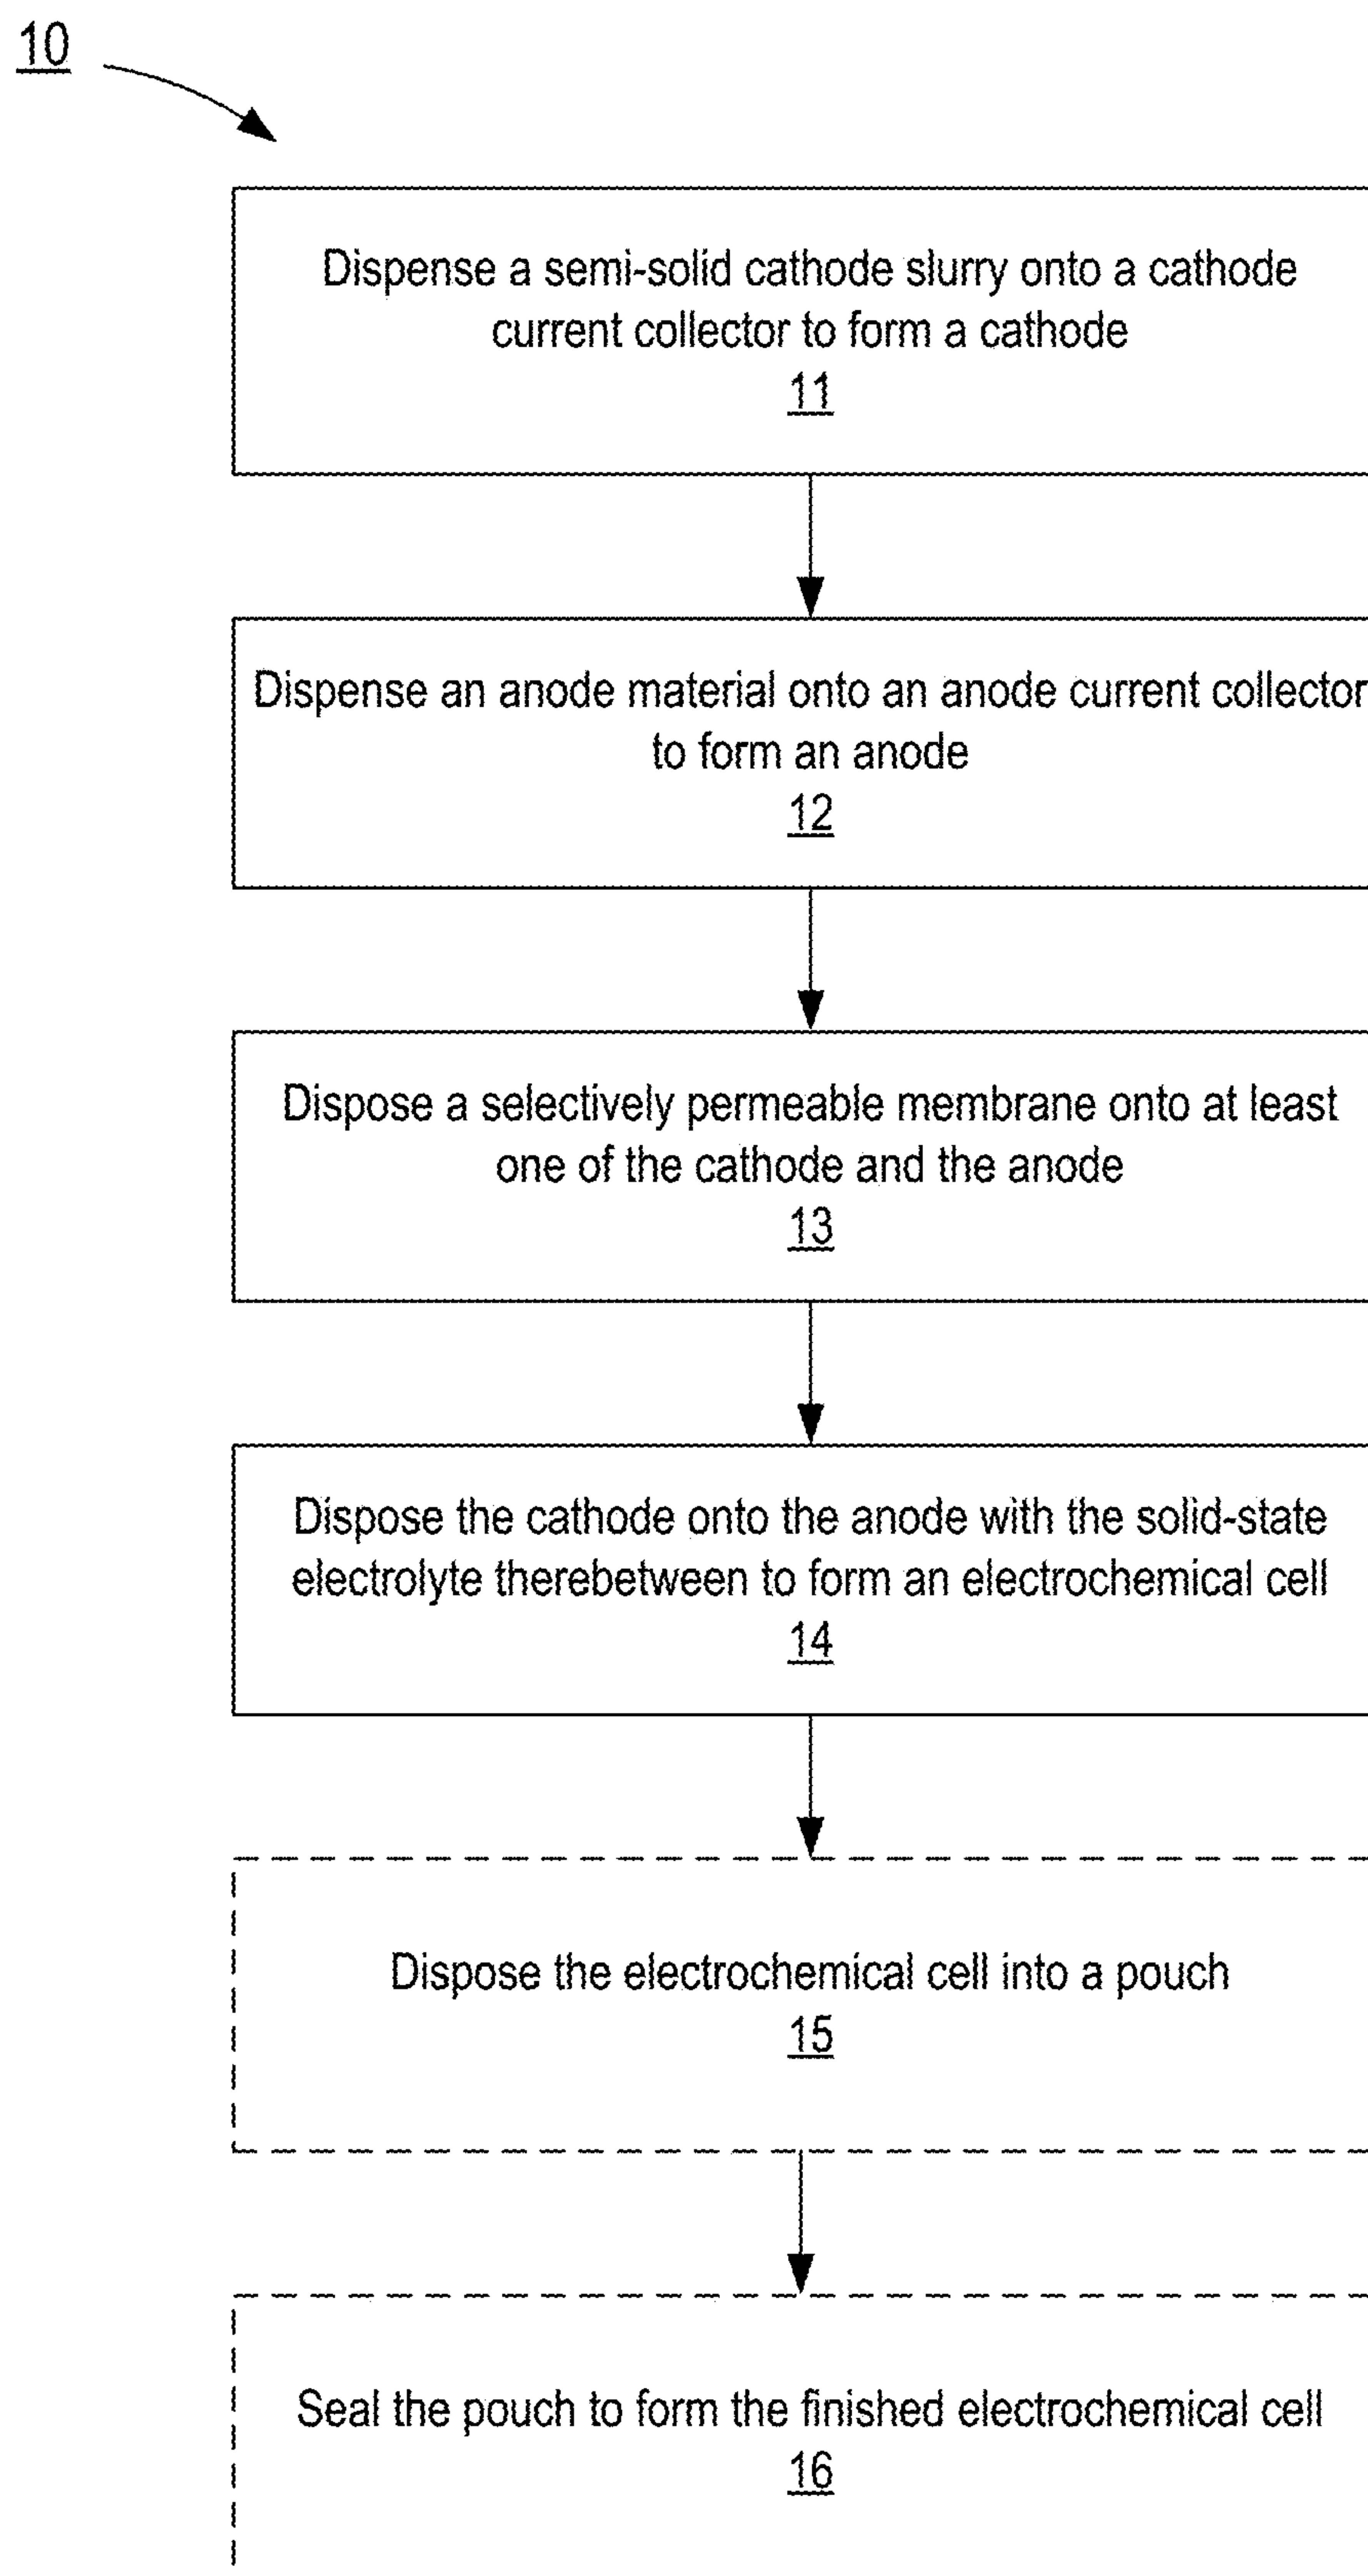 10
Dispense a semi-solid cathode slurry onto a cathode
current collector to form a cathode
11
Dispense an anode material onto an anode current collector
to form an anode
12
Dispose a selectively permeable membrane onto at least
one of the cathode and the anode
13
Dispose the cathode onto the anode with the solid-state
electrolyte therebetween to form an electrochemical cell
14
Dispose the electrochemical cell into a pouch
15
Seal the pouch to form the finished electrochemical cell
16